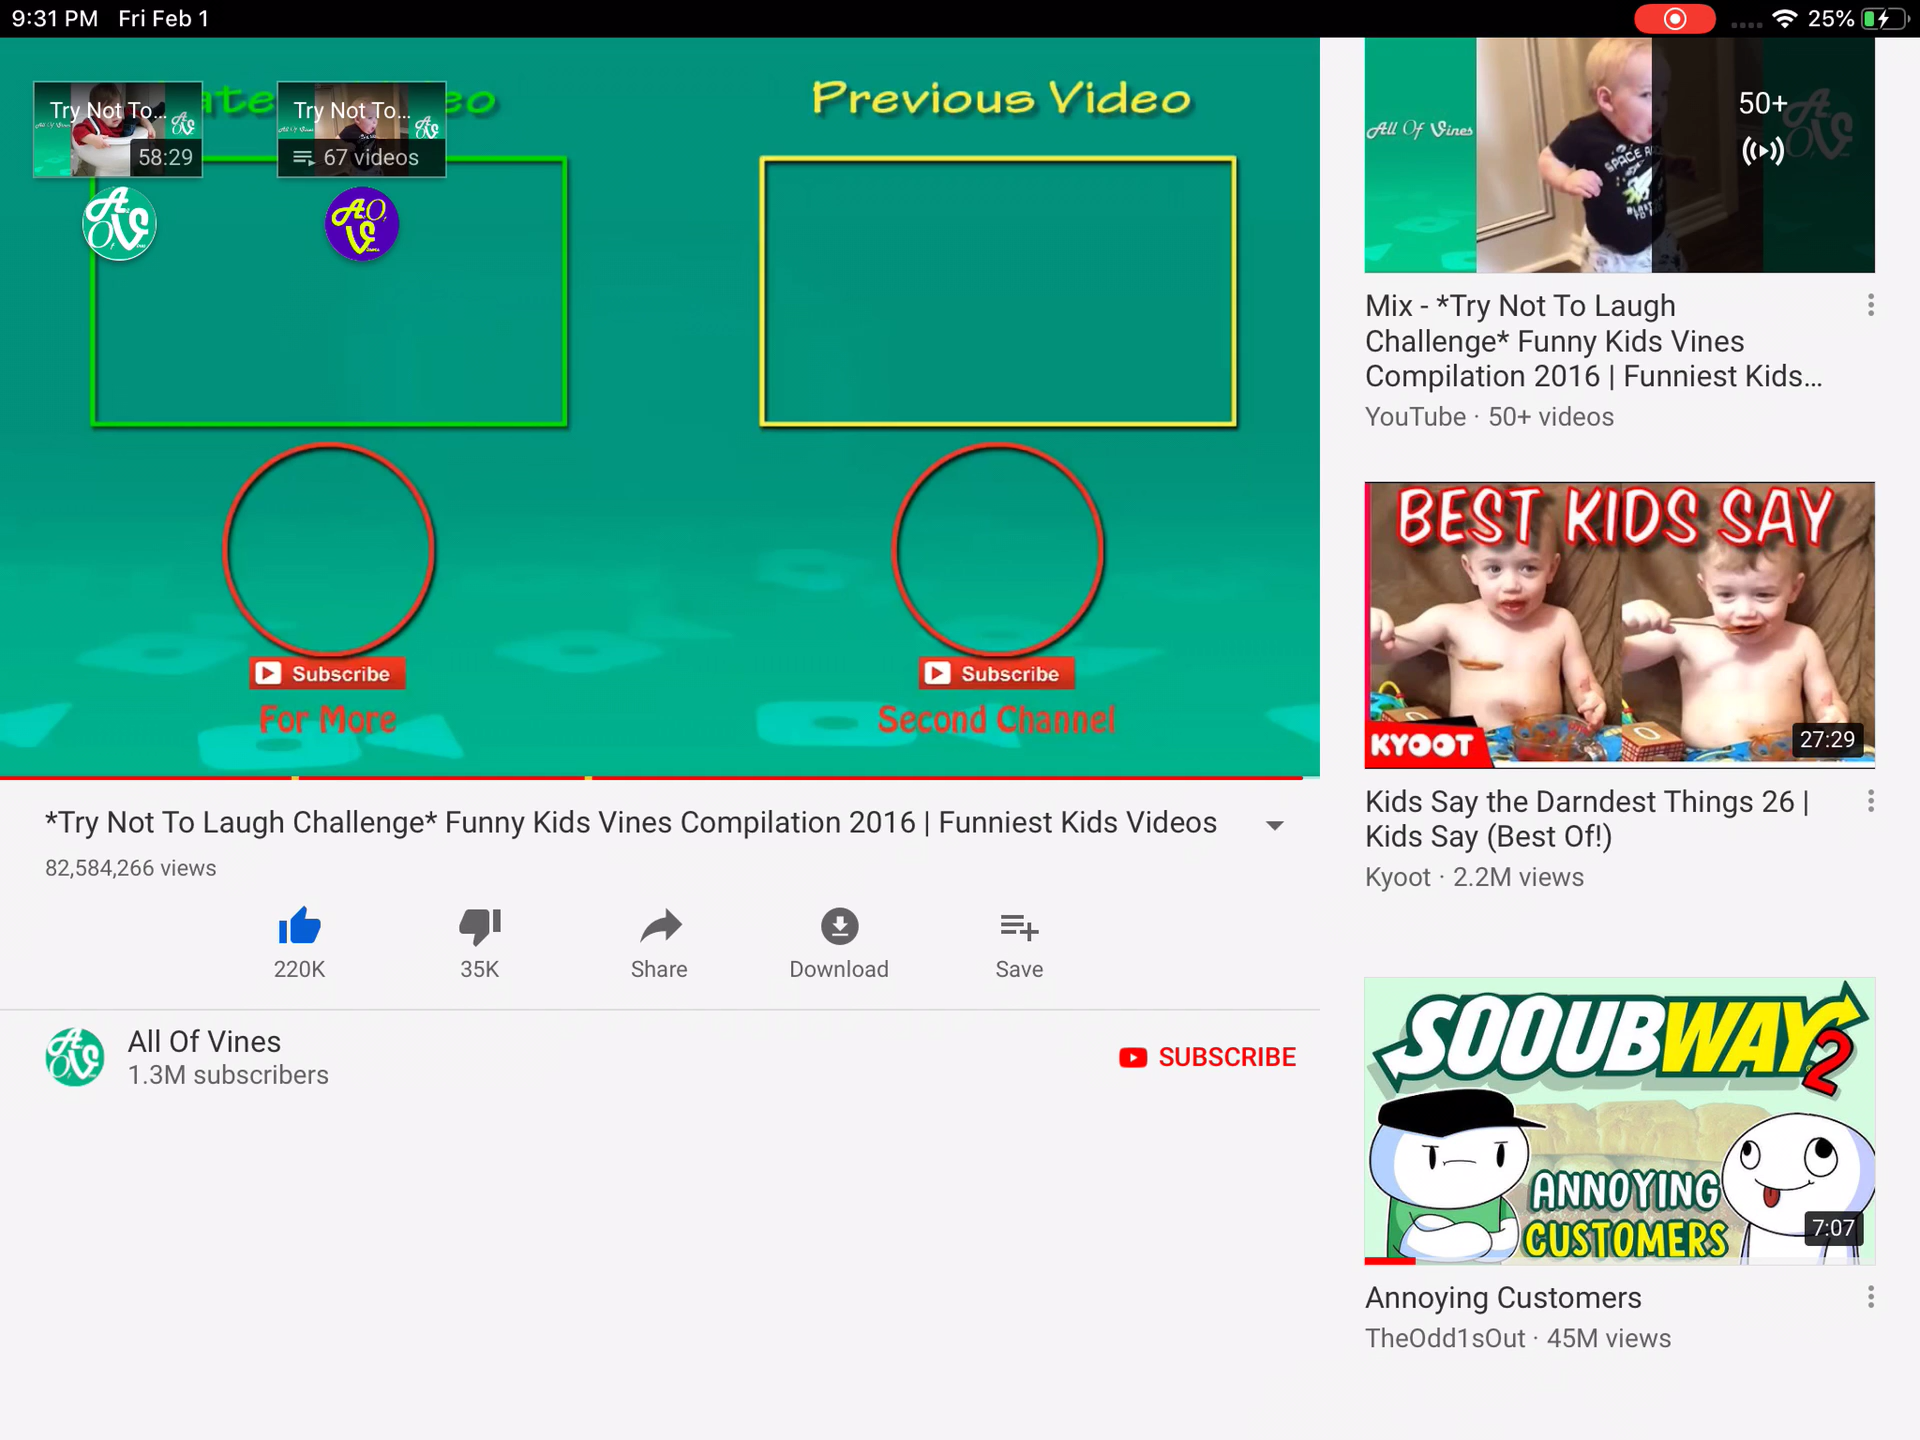 9:31 PM Fri Feb 1
25%
Previous Video
Try Not To...
58:29
Try Not To...
67 videos
Subscribe
For More
Subscribe
Second Channel
*Try Not To Laugh Challenge* Funny Kids Vines Compilation 2016 | Funniest Kids Videos
82,584,266 views
220K
35K
Share
Download
Save
All Of Vines
1.3M subscribers
SUBSCRIBE
All Of Vines
SPACE
50+
Mix - *Try Not To Laugh
Challenge* Funny Kids Vines
Compilation 2016 | Funniest Kids...
YouTube · 50+ videos
BEST KIDS SAY
KYOOT
27:29
Kids Say the Darndest Things 26 |
Kids Say (Best Of!)
Kyoot · 2.2M views
SOOUBWAY 2
ANNOYING
CUSTOMERS
7:07
Annoying Customers
TheOdd1sOut · 45M views